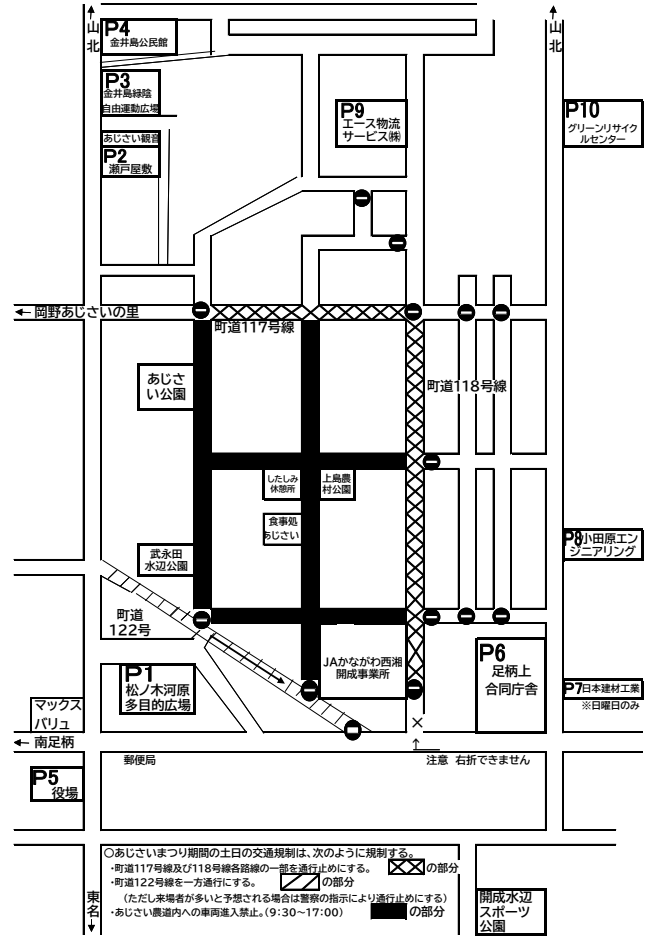 山北
P4
金井島公民館
山北
P3
金井島緑陰
自由運動広場
P9
エース物流
サービス㈱
P10
グリーンリサイク
ルセンター
あじさい観音
P2
瀬戸屋敷
←岡野あじさいの里
町道117号線
あじさ
い公園
町道118号線
したしみ
休憩所
上島農
村公園
食事処
あじさい
武永田
水辺公園
P8小田原エン
ジニアリング
町道
122号
P1
松ノ木河原
多目的広場
JAかながわ西湘
開成事業所
P6
足柄上
合同庁舎
P7日本建材工業
※日曜日のみ
マックス
バリュ
×
←南足柄
郵便局
注意 右折できません
P5
役場
○あじさいまつり期間の土日の交通規制は、次のように規制する。
・町道117号線及び118号線各路線の一部を通行止めにする。 の部分
・町道122号線を一方通行にする。 の部分
(ただし来場者が多いと予想される場合は警察の指示により通行止めにする)
・あじさい農道内への車両進入禁止。(9:30~17:00) の部分
東名
開成水辺
スポーツ
公園